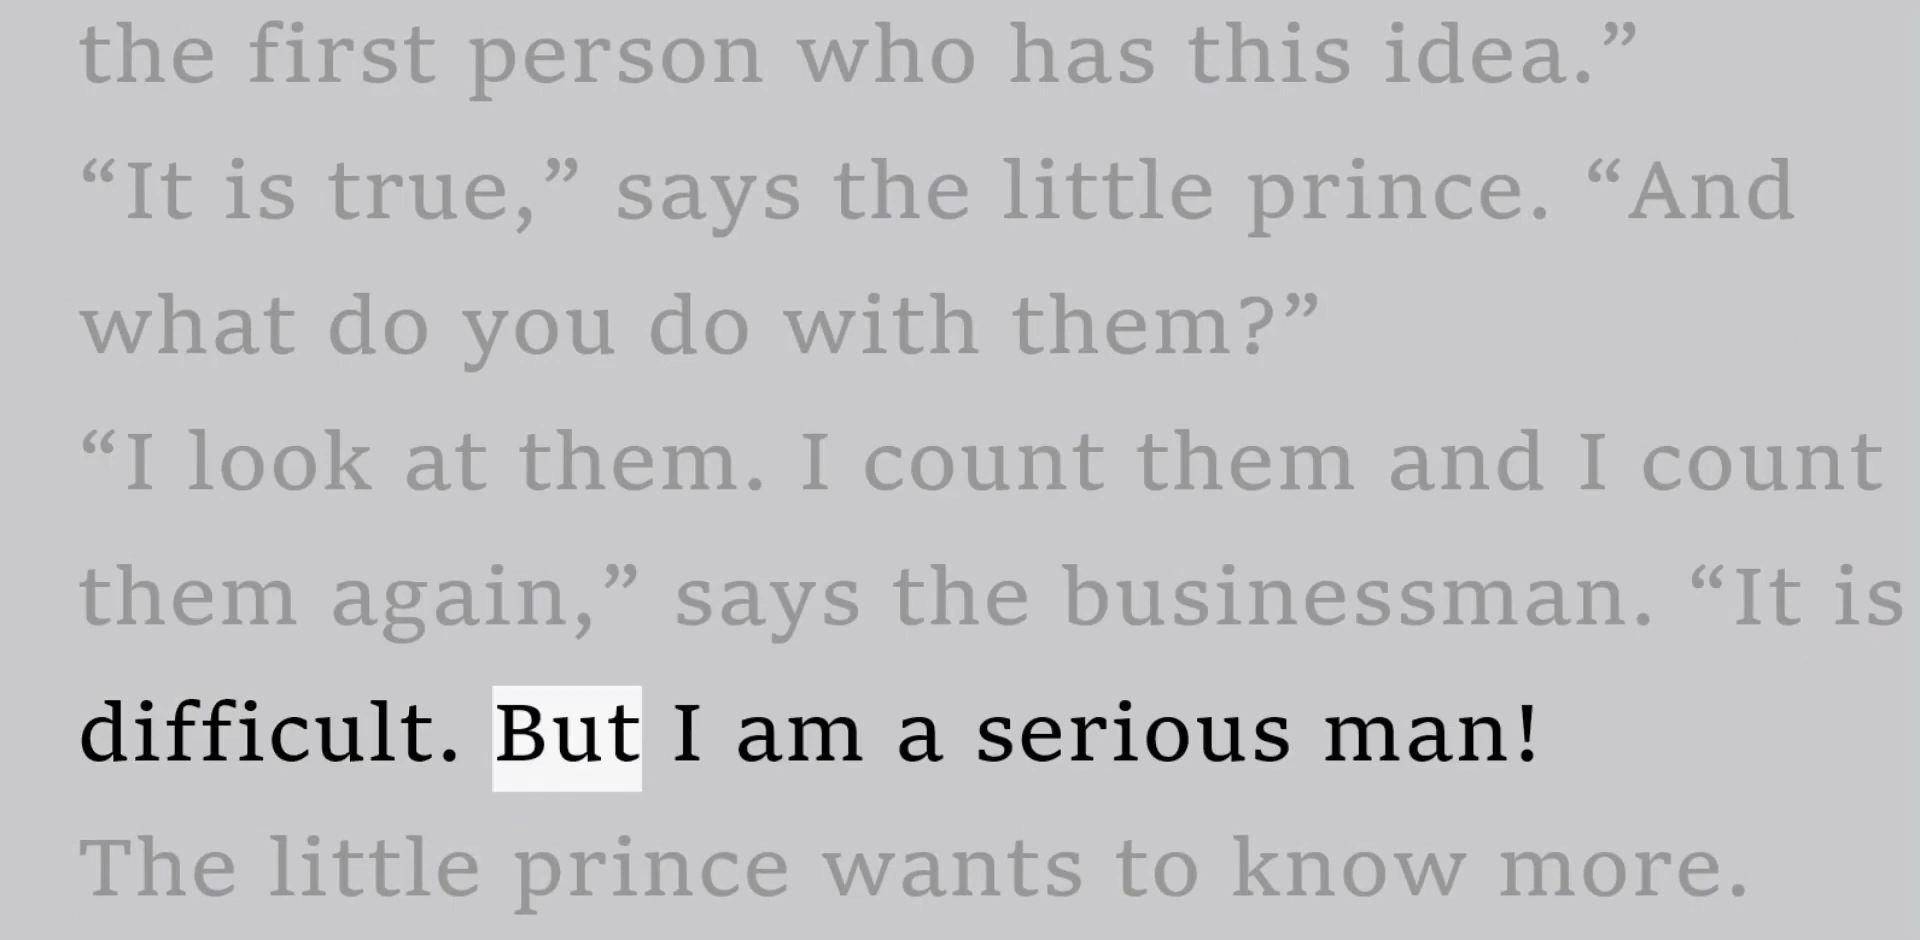 the first person who has this idea.”
“It is true,” says the little prince. “And
what do you do with them?”
“I look at them. I count them and I count
them again,” says the businessman. “It is
difficult. But I am a serious man!
The little prince wants to know more.